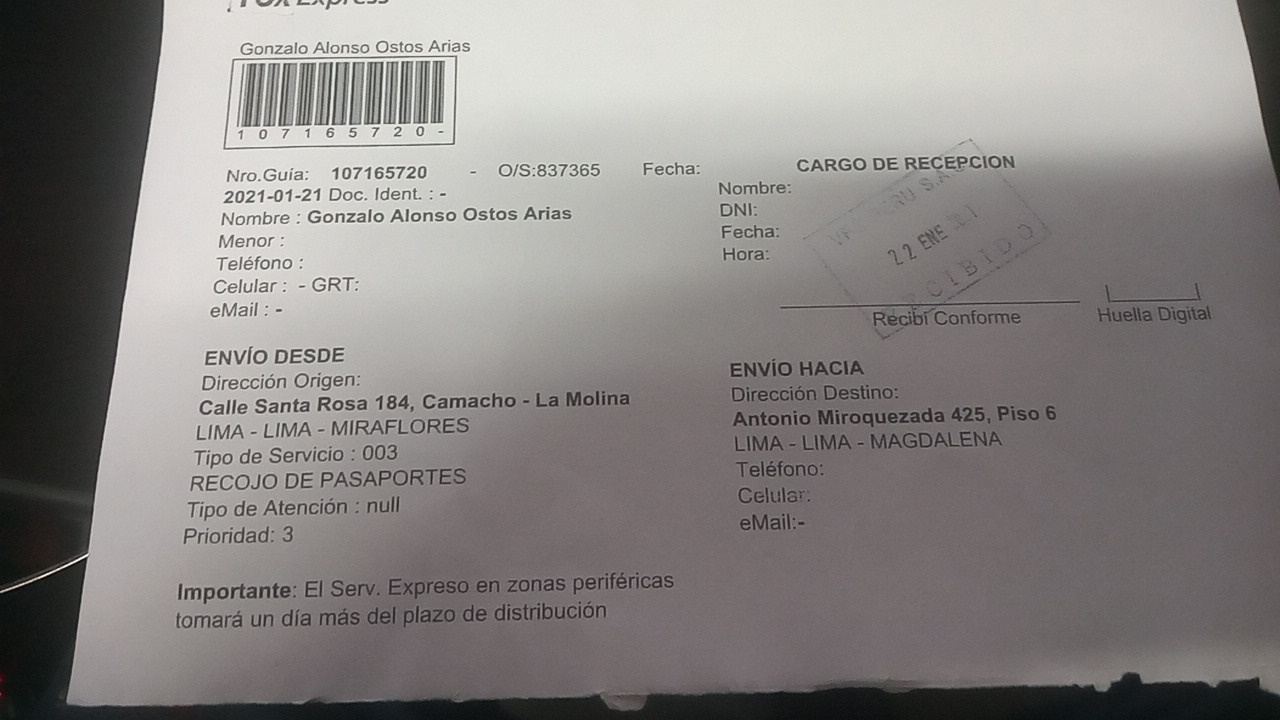 Express
Gonzalo Alonso Ostos Arias
107165720-
Nro.Guía: 107165720 - O/S:837365 Fecha:
2021-01-21 Doc. Ident. : -
Nombre : Gonzalo Alonso Ostos Arias
Menor :
Teléfono :
Celular : - GRT:
eMail : -
CARGO DE RECEPCION
Nombre:
DNI:
Fecha:
Hora:
22 ENE
Recibí Conforme
Huella Digital
ENVÍO DESDE
Dirección Origen:
Calle Santa Rosa 184, Camacho - La Molina
LIMA - LIMA - MIRAFLORES
Tipo de Servicio : 003
RECOJO DE PASAPORTES
Tipo de Atención : null
Prioridad: 3
ENVÍO HACIA
Dirección Destino:
Antonio Miroquezada 425, Piso 6
LIMA - LIMA - MAGDALENA
Teléfono:
Celular:
eMail:-
Importante: El Serv. Expreso en zonas periféricas
tomará un día más del plazo de distribución